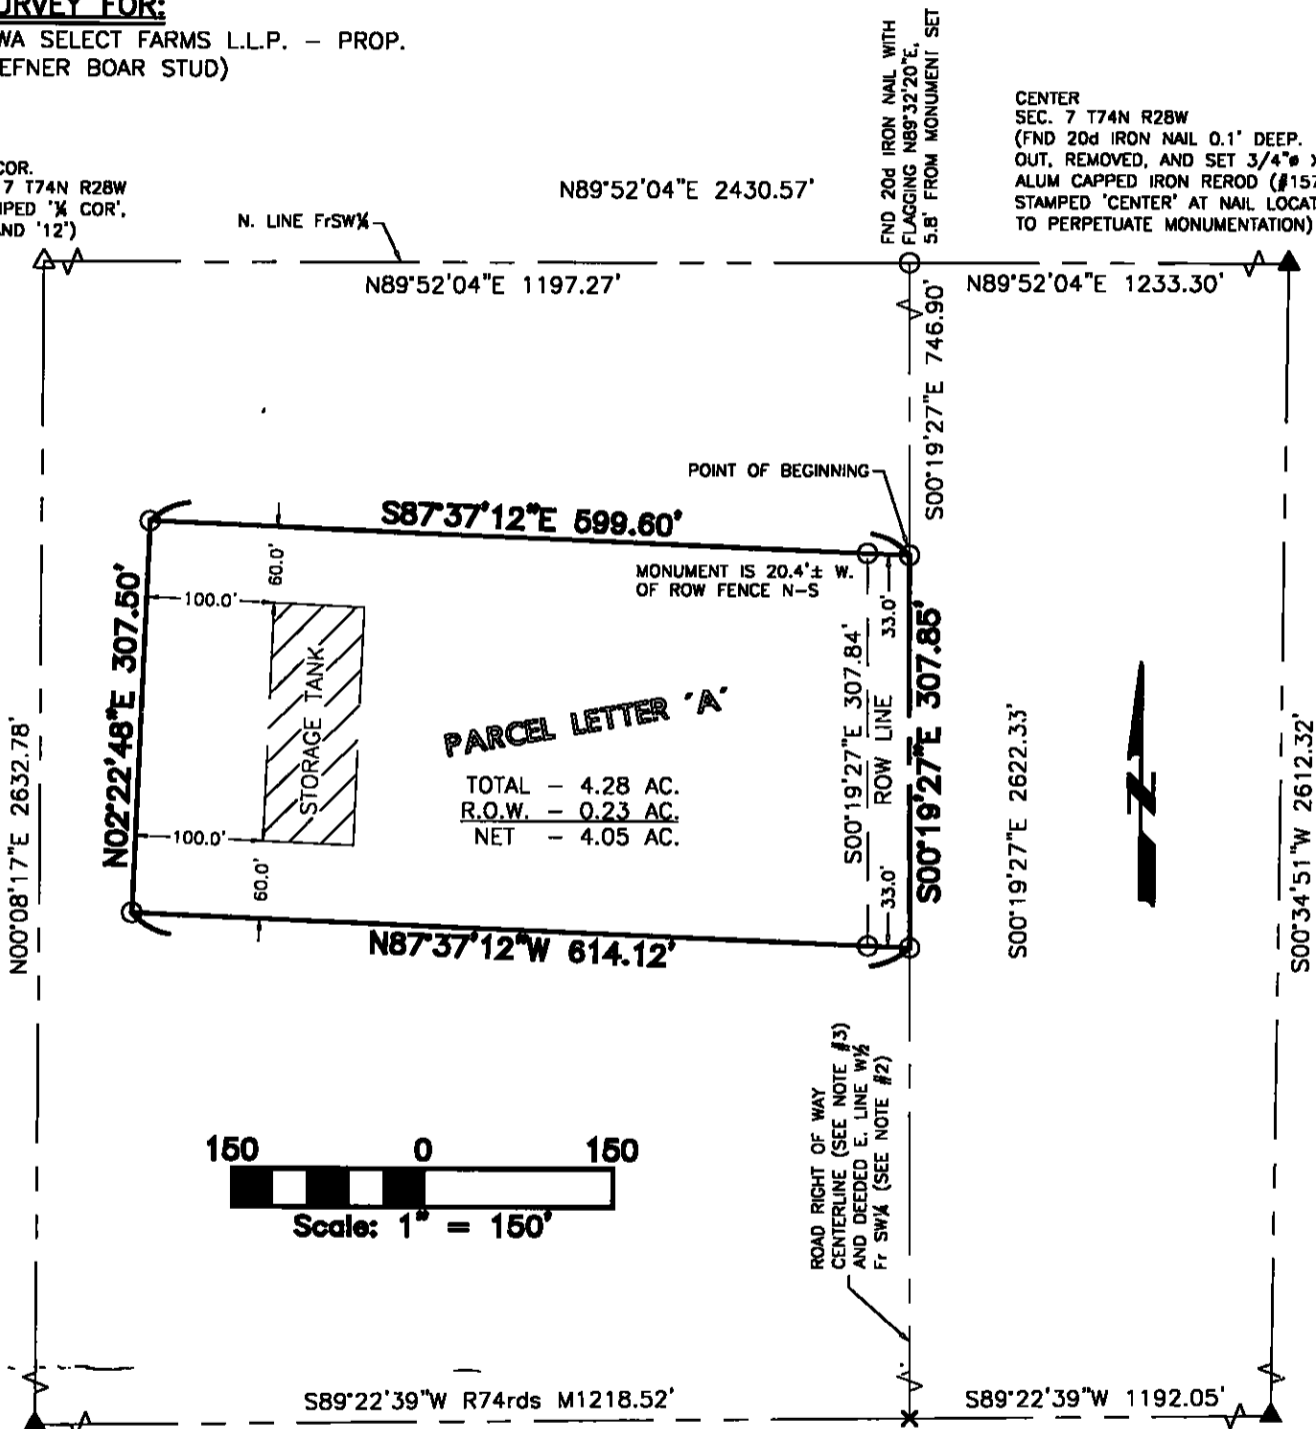 SURVEY FOR:
WA SELECT FARMS L.L.P. – PROP.
EFNER BOAR STUD)
COR.
7 T74N R28W
MPED '¼ COR',
AND '12')
N. LINE FrSW¼
N89°52'04"E 2430.57'
FND 20d IRON NAIL WITH
FLAGGING N89°32'20"E,
5.8' FROM MONUMENT SET
CENTER
SEC. 7 T74N R28W
(FND 20d IRON NAIL 0.1' DEEP.
OUT, REMOVED, AND SET 3/4"ø X
ALUM CAPPED IRON REROD (#157
STAMPED 'CENTER' AT NAIL LOCAT
TO PERPETUATE MONUMENTATION)
N89°52'04"E 1197.27'
N89°52'04"E 1233.30'
S00°19'27"E 746.90'
POINT OF BEGINNING
S87°37'12"E 599.60'
MONUMENT IS 20.4'± W.
OF ROW FENCE N-S
60.0'
100.0'
33.0'
N02°22'48"E 307.50'
STORAGE TANK
PARCEL LETTER 'A'
TOTAL – 4.28 AC.
R.O.W. – 0.23 AC.
NET – 4.05 AC.
S00°19'27"E 307.84'
ROW LINE
S00°19'27"E 307.85'
N00°08'17"E 2632.78'
S00°19'27"E 2622.33'
S00°34'51"W 2612.32'
100.0'
60.0'
33.0'
N87°37'12"W 614.12'
ROAD RIGHT OF WAY
CENTERLINE (SEE NOTE #3)
AND DEEDED E. LINE W½
Fr SW¼ (SEE NOTE #2)
150 0 150
Scale: 1" = 150'
S89°22'39"W R74rds M1218.52'
S89°22'39"W 1192.05'